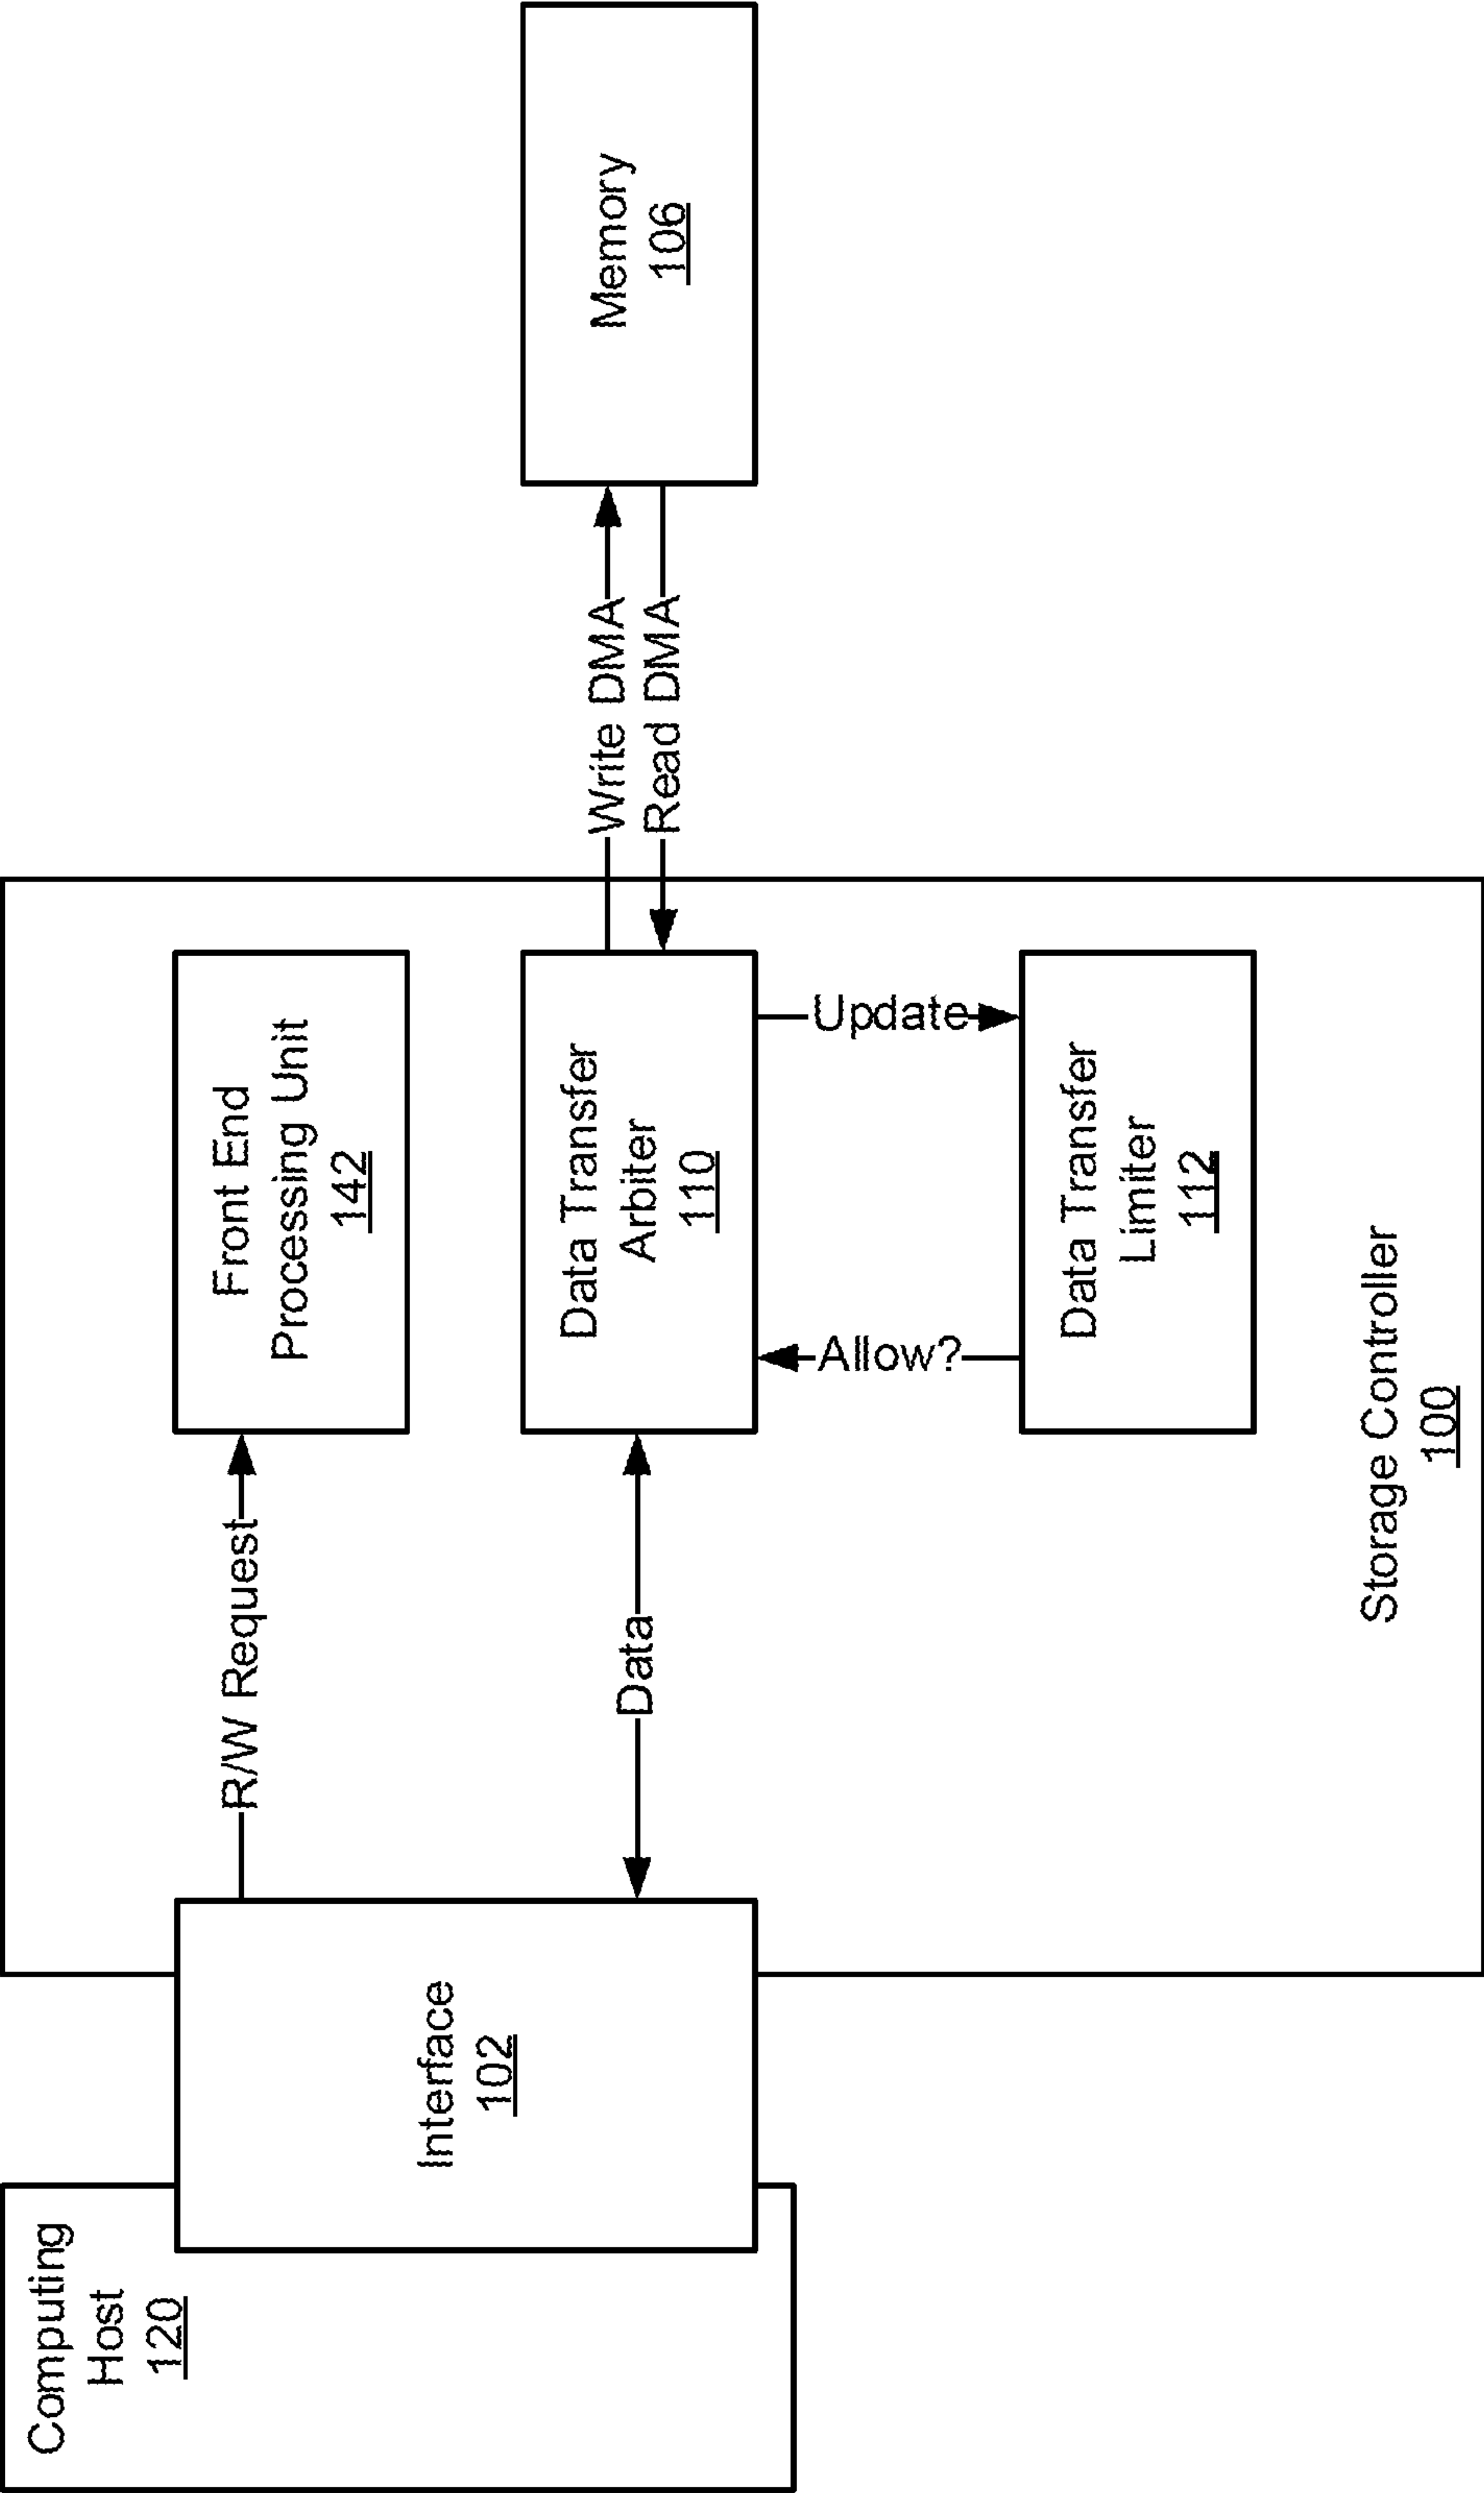 Computing
Host
120
Interface
102
R/W Request
Data
Front End
Processing Unit
142
Data Transfer
Arbiter
110
Allow?
Update
Data Transfer
Limiter
112
Storage Controller
100
Write DMA
Read DMA
Memory
106